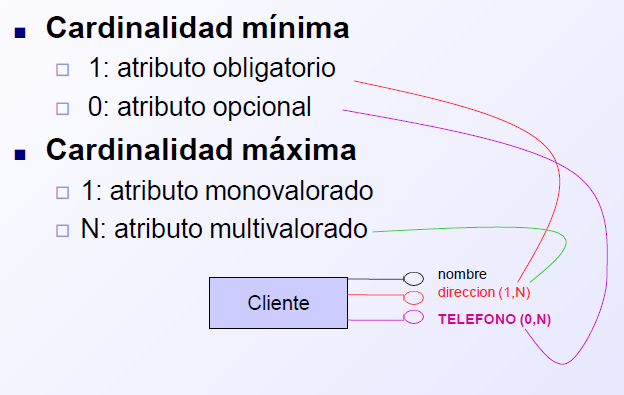 Cardinalidad mínima
1: atributo obligatorio
0: atributo opcional
Cardinalidad máxima
1: atributo monovalorado
N: atributo multivalorado
nombre
direccion (1,N)
Cliente
TELEFONO (0,N)